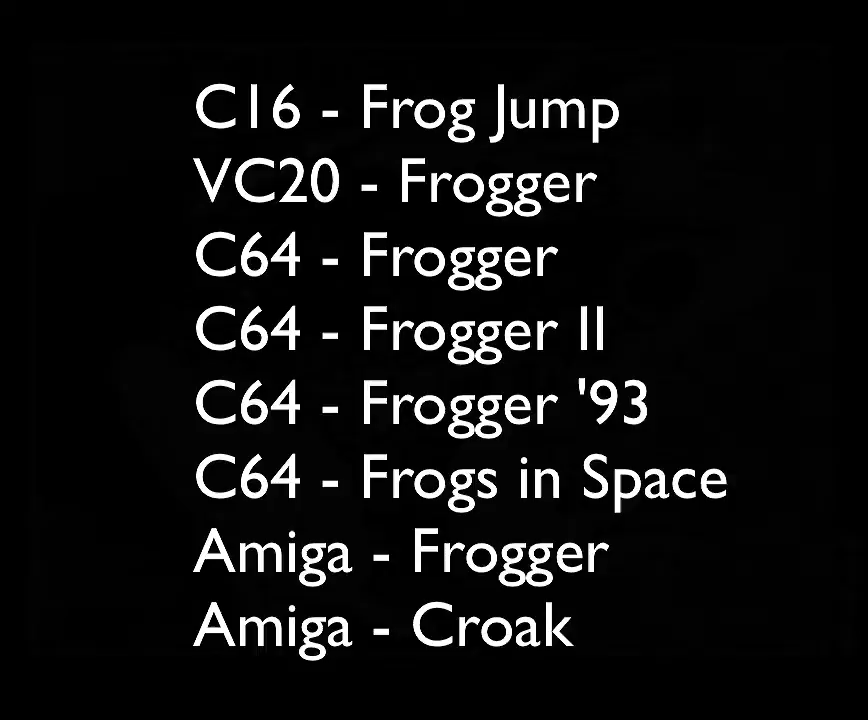 C16 - Frog Jump
VC20 - Frogger
C64 - Frogger
C64 - Frogger II
C64 - Frogger '93
C64 - Frogs in Space
Amiga - Frogger
Amiga - Croak